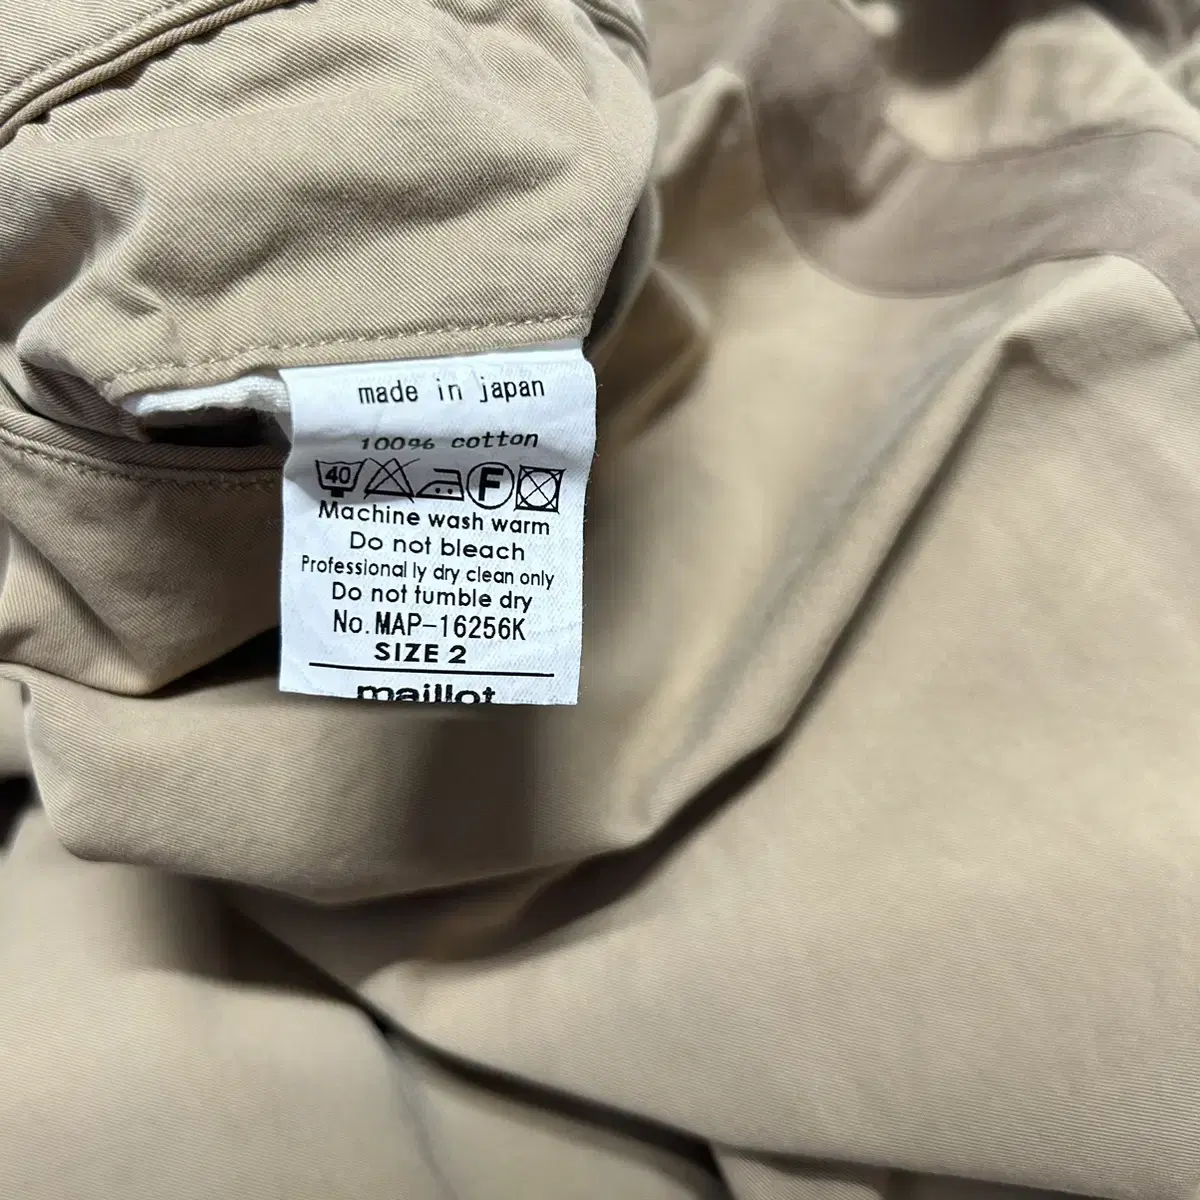 made in japan
100% cotton
40 F
Machine wash warm
Do not bleach
Professional ly dry clean only
Do not tumble dry
No.MAP-16256K
SIZE 2
maillot